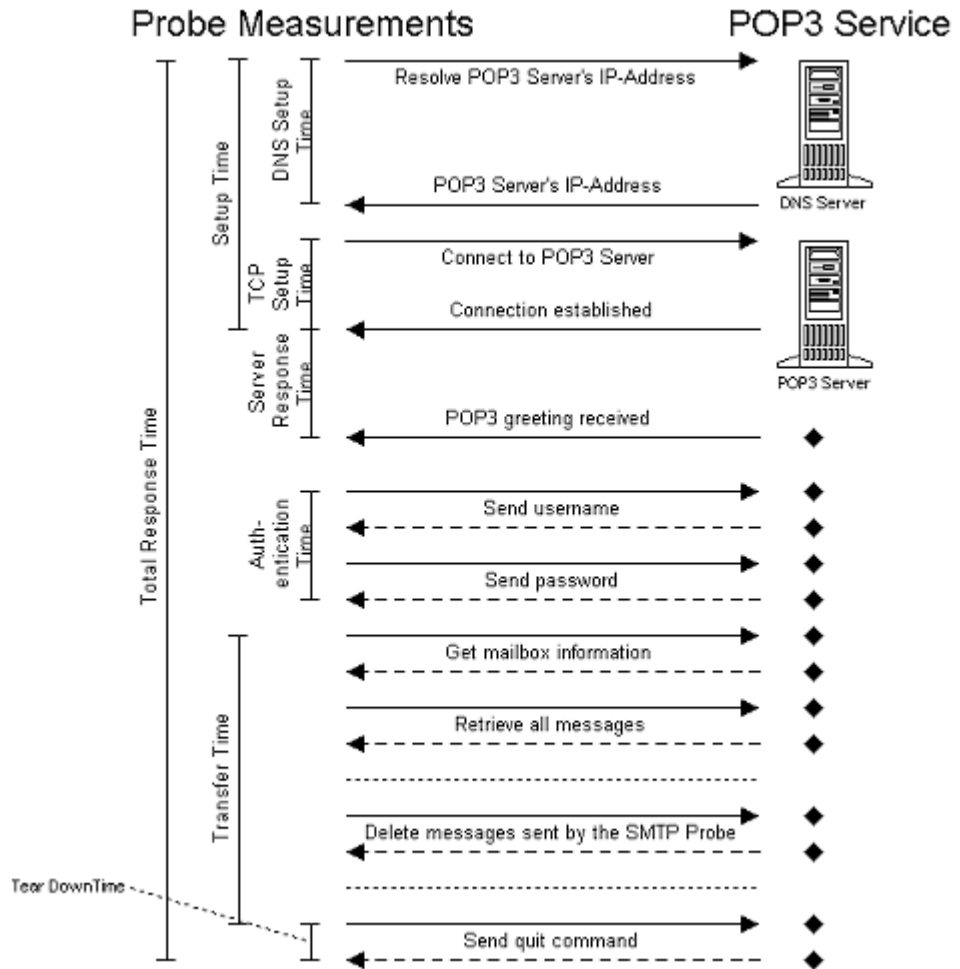 Probe Measurements
POP3 Service
Resolve POP3 Server's IP-Address
DNS Setup
Time
Setup Time
POP3 Server's IP-Address
DNS Server
Connect to POP3 Server
TCP
Setup
Time
Connection established
POP3 Server
Server
Response
Time
POP3 greeting received
Total Response Time
Send username
Auth-
entication
Time
Send password
Get mailbox information
Retrieve all messages
Transfer Time
Delete messages sent by the SMTP Probe
Tear DownTime
Send quit command